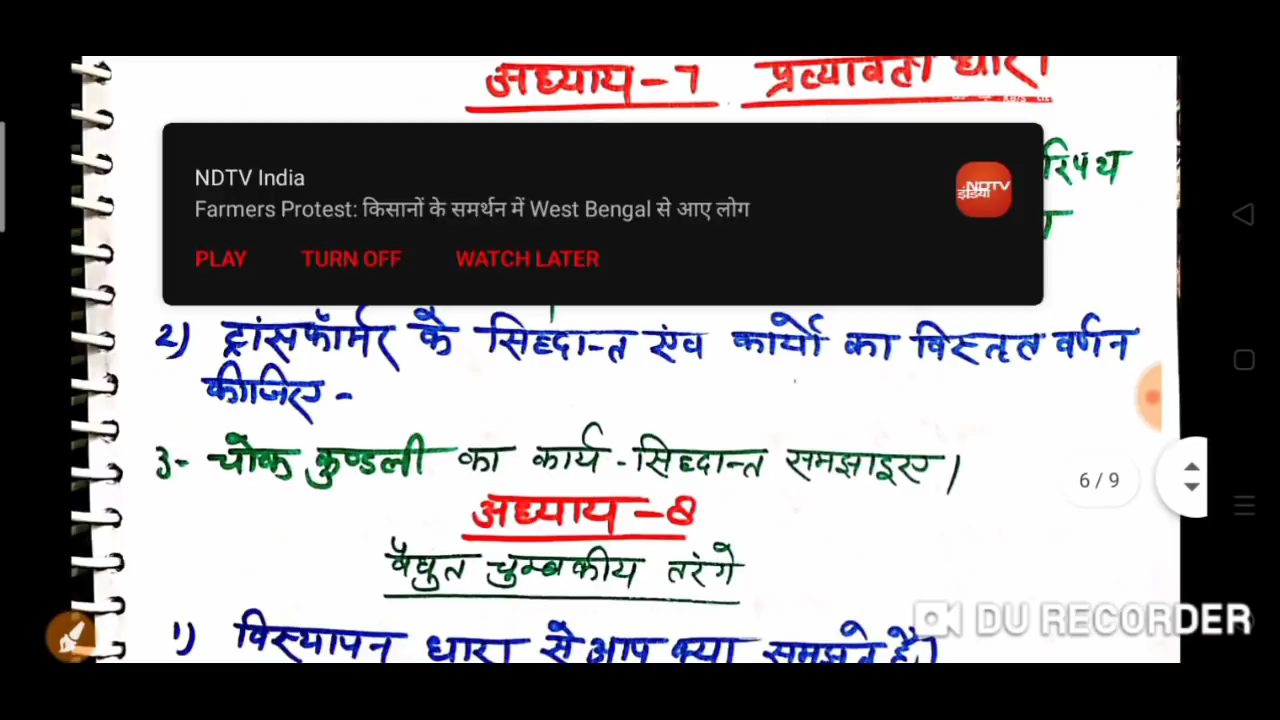 अध्याय-7 प्रत्यावर्ती धारा
रिपथ
NDTV India
Farmers Protest: किसानों के समर्थन में West Bengal से आए लोग
NDTV
इंडिया
PLAY TURN OFF WATCH LATER
2) ट्रांसफॉर्मर के सिद्दान्त एंव कार्यो का विस्तृत वर्णन
कीजिए -
3- चोक कुण्डली का कार्य-सिद्दान्त समझाइए।
6 / 9
अध्याय-8
वैधुत चुम्बकीय तरंगे
DU RECORDER
1) विस्थापन धारा से आप क्या समझते है।